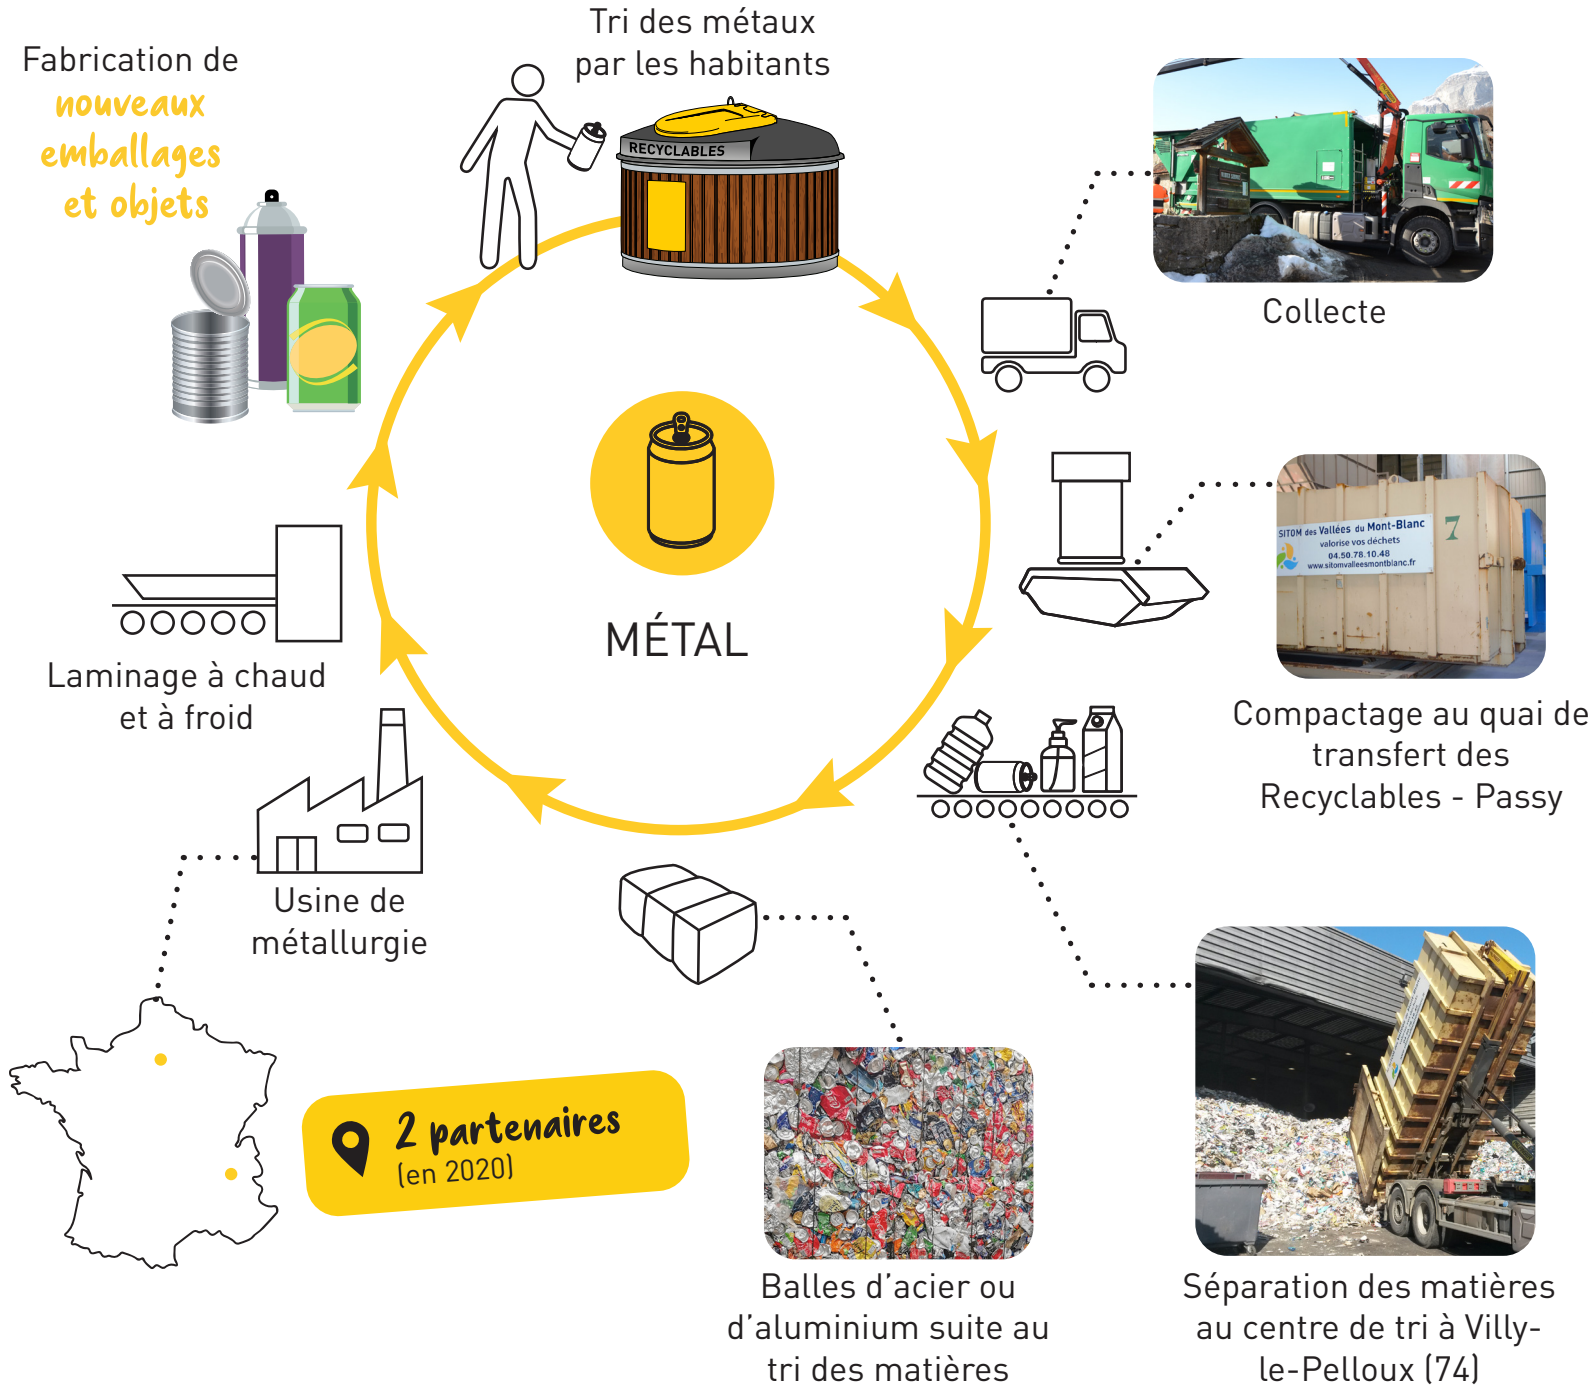 Tri des métaux
par les habitants
RECYCLABLES
Collecte
SITOM des Vallées du Mont-Blanc
valorise vos déchets
04.50.78.10.48
www.sitomvalleesmontblanc.fr
7
Compactage au quai de
transfert des
Recyclables - Passy
Séparation des matières
au centre de tri à Villy-
le-Pelloux (74)
Balles d’acier ou
d’aluminium suite au
tri des matières
Usine de
métallurgie
2 partenaires
(en 2020)
Laminage à chaud
et à froid
Fabrication de
nouveaux
emballages
et objets
MÉTAL